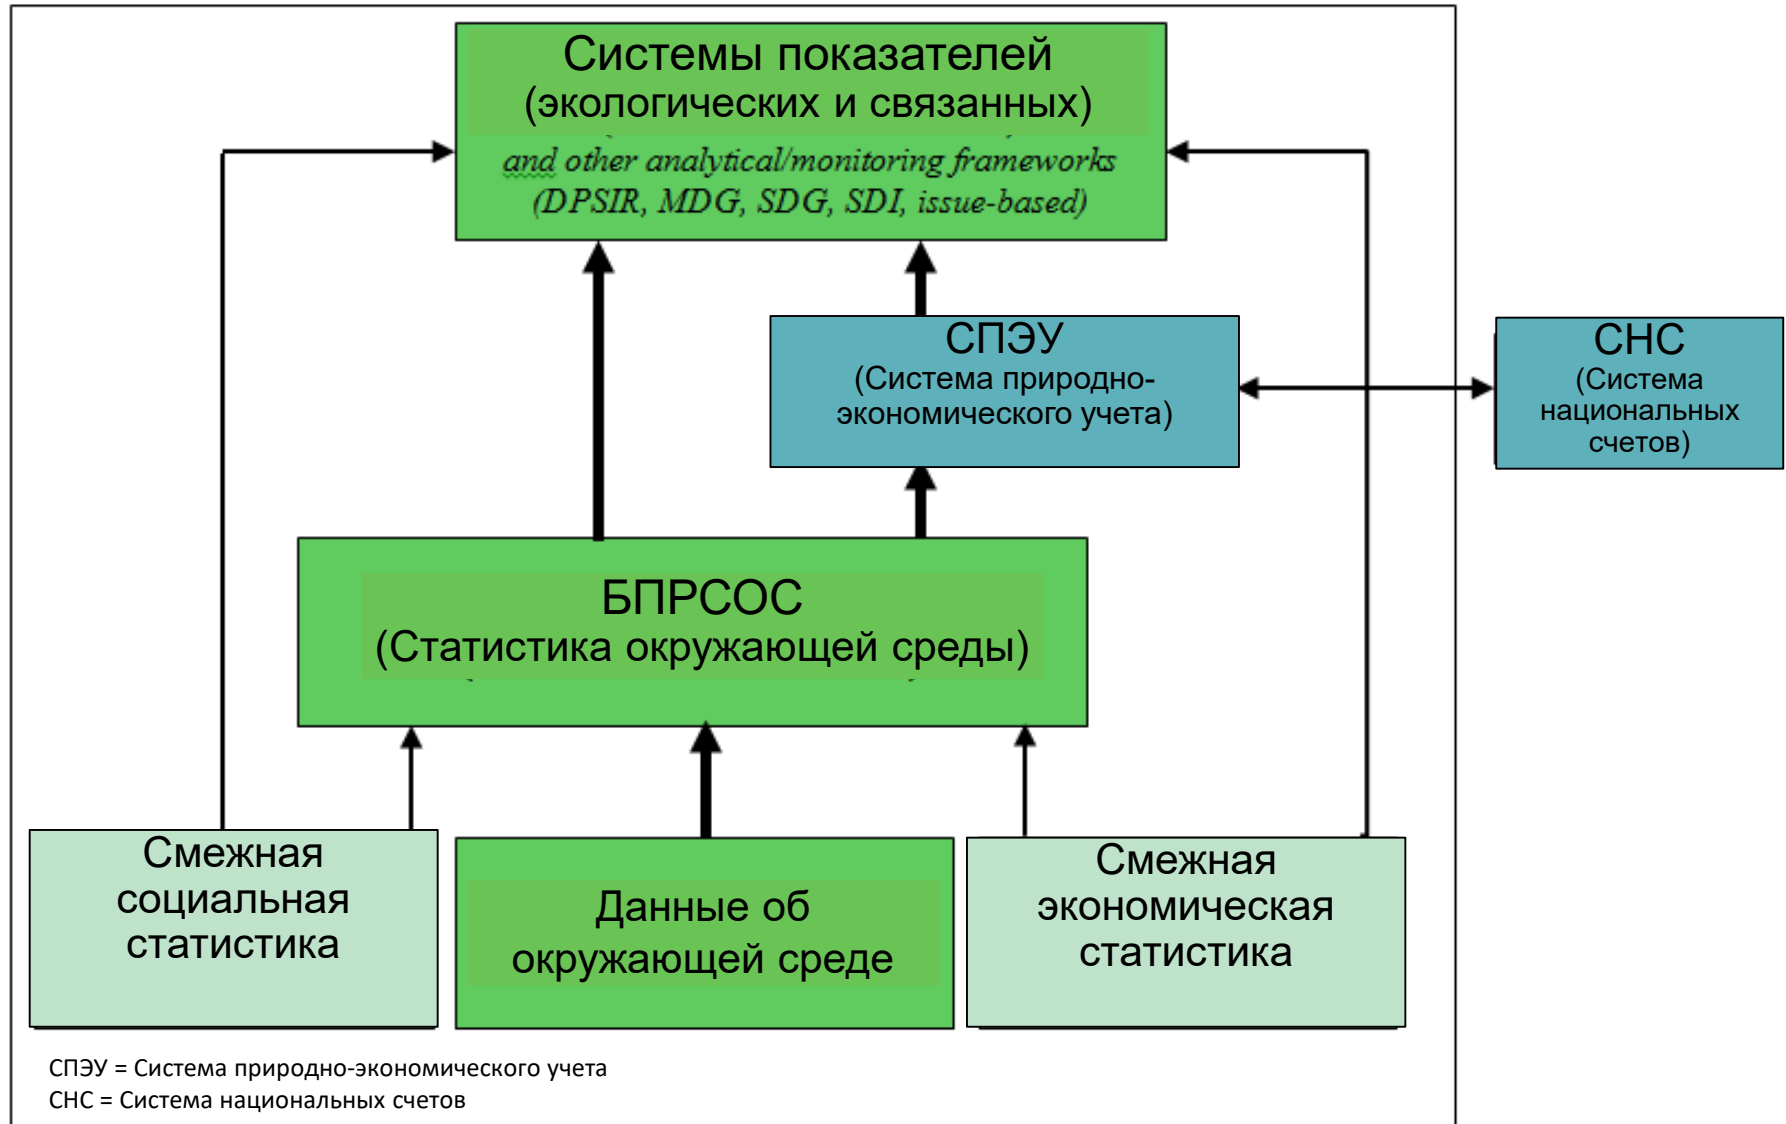 Системы показателей
(экологических и связанных)
and other analytical/monitoring frameworks
(DPSIR, MDG, SDG, SDI, issue-based)
СПЭУ
(Система природно-
экономического учета)
СНС
(Система
национальных
счетов)
БПРСОС
(Статистика окружающей среды)
Смежная
социальная
статистика
Данные об
окружающей среде
Смежная
экономическая
статистика
СПЭУ = Система природно-экономического учета
СНС = Система национальных счетов